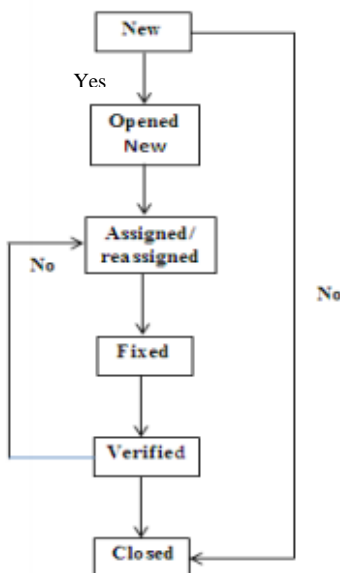 New
Yes
Opened
New
Assigned/
reassigned
No
No
Fixed
Verified
Closed